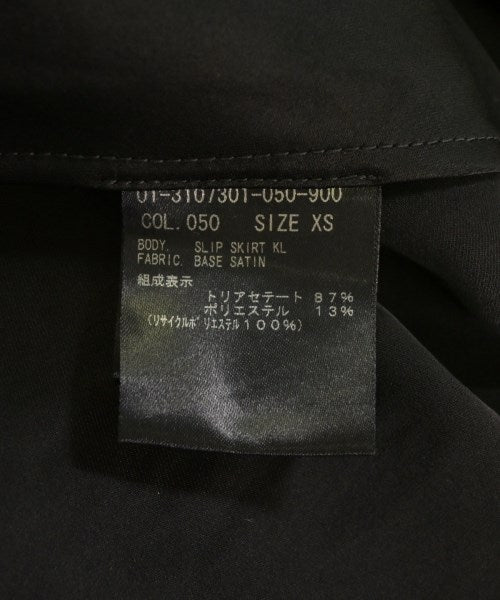 01-3107301-050-900
COL. 050 SIZE XS
BODY. SLIP SKIRT KL
FABRIC. BASE SATIN
組成表示
トリアセテート 87%
ポリエステル 13%
(リサイクルポリエステル100%)